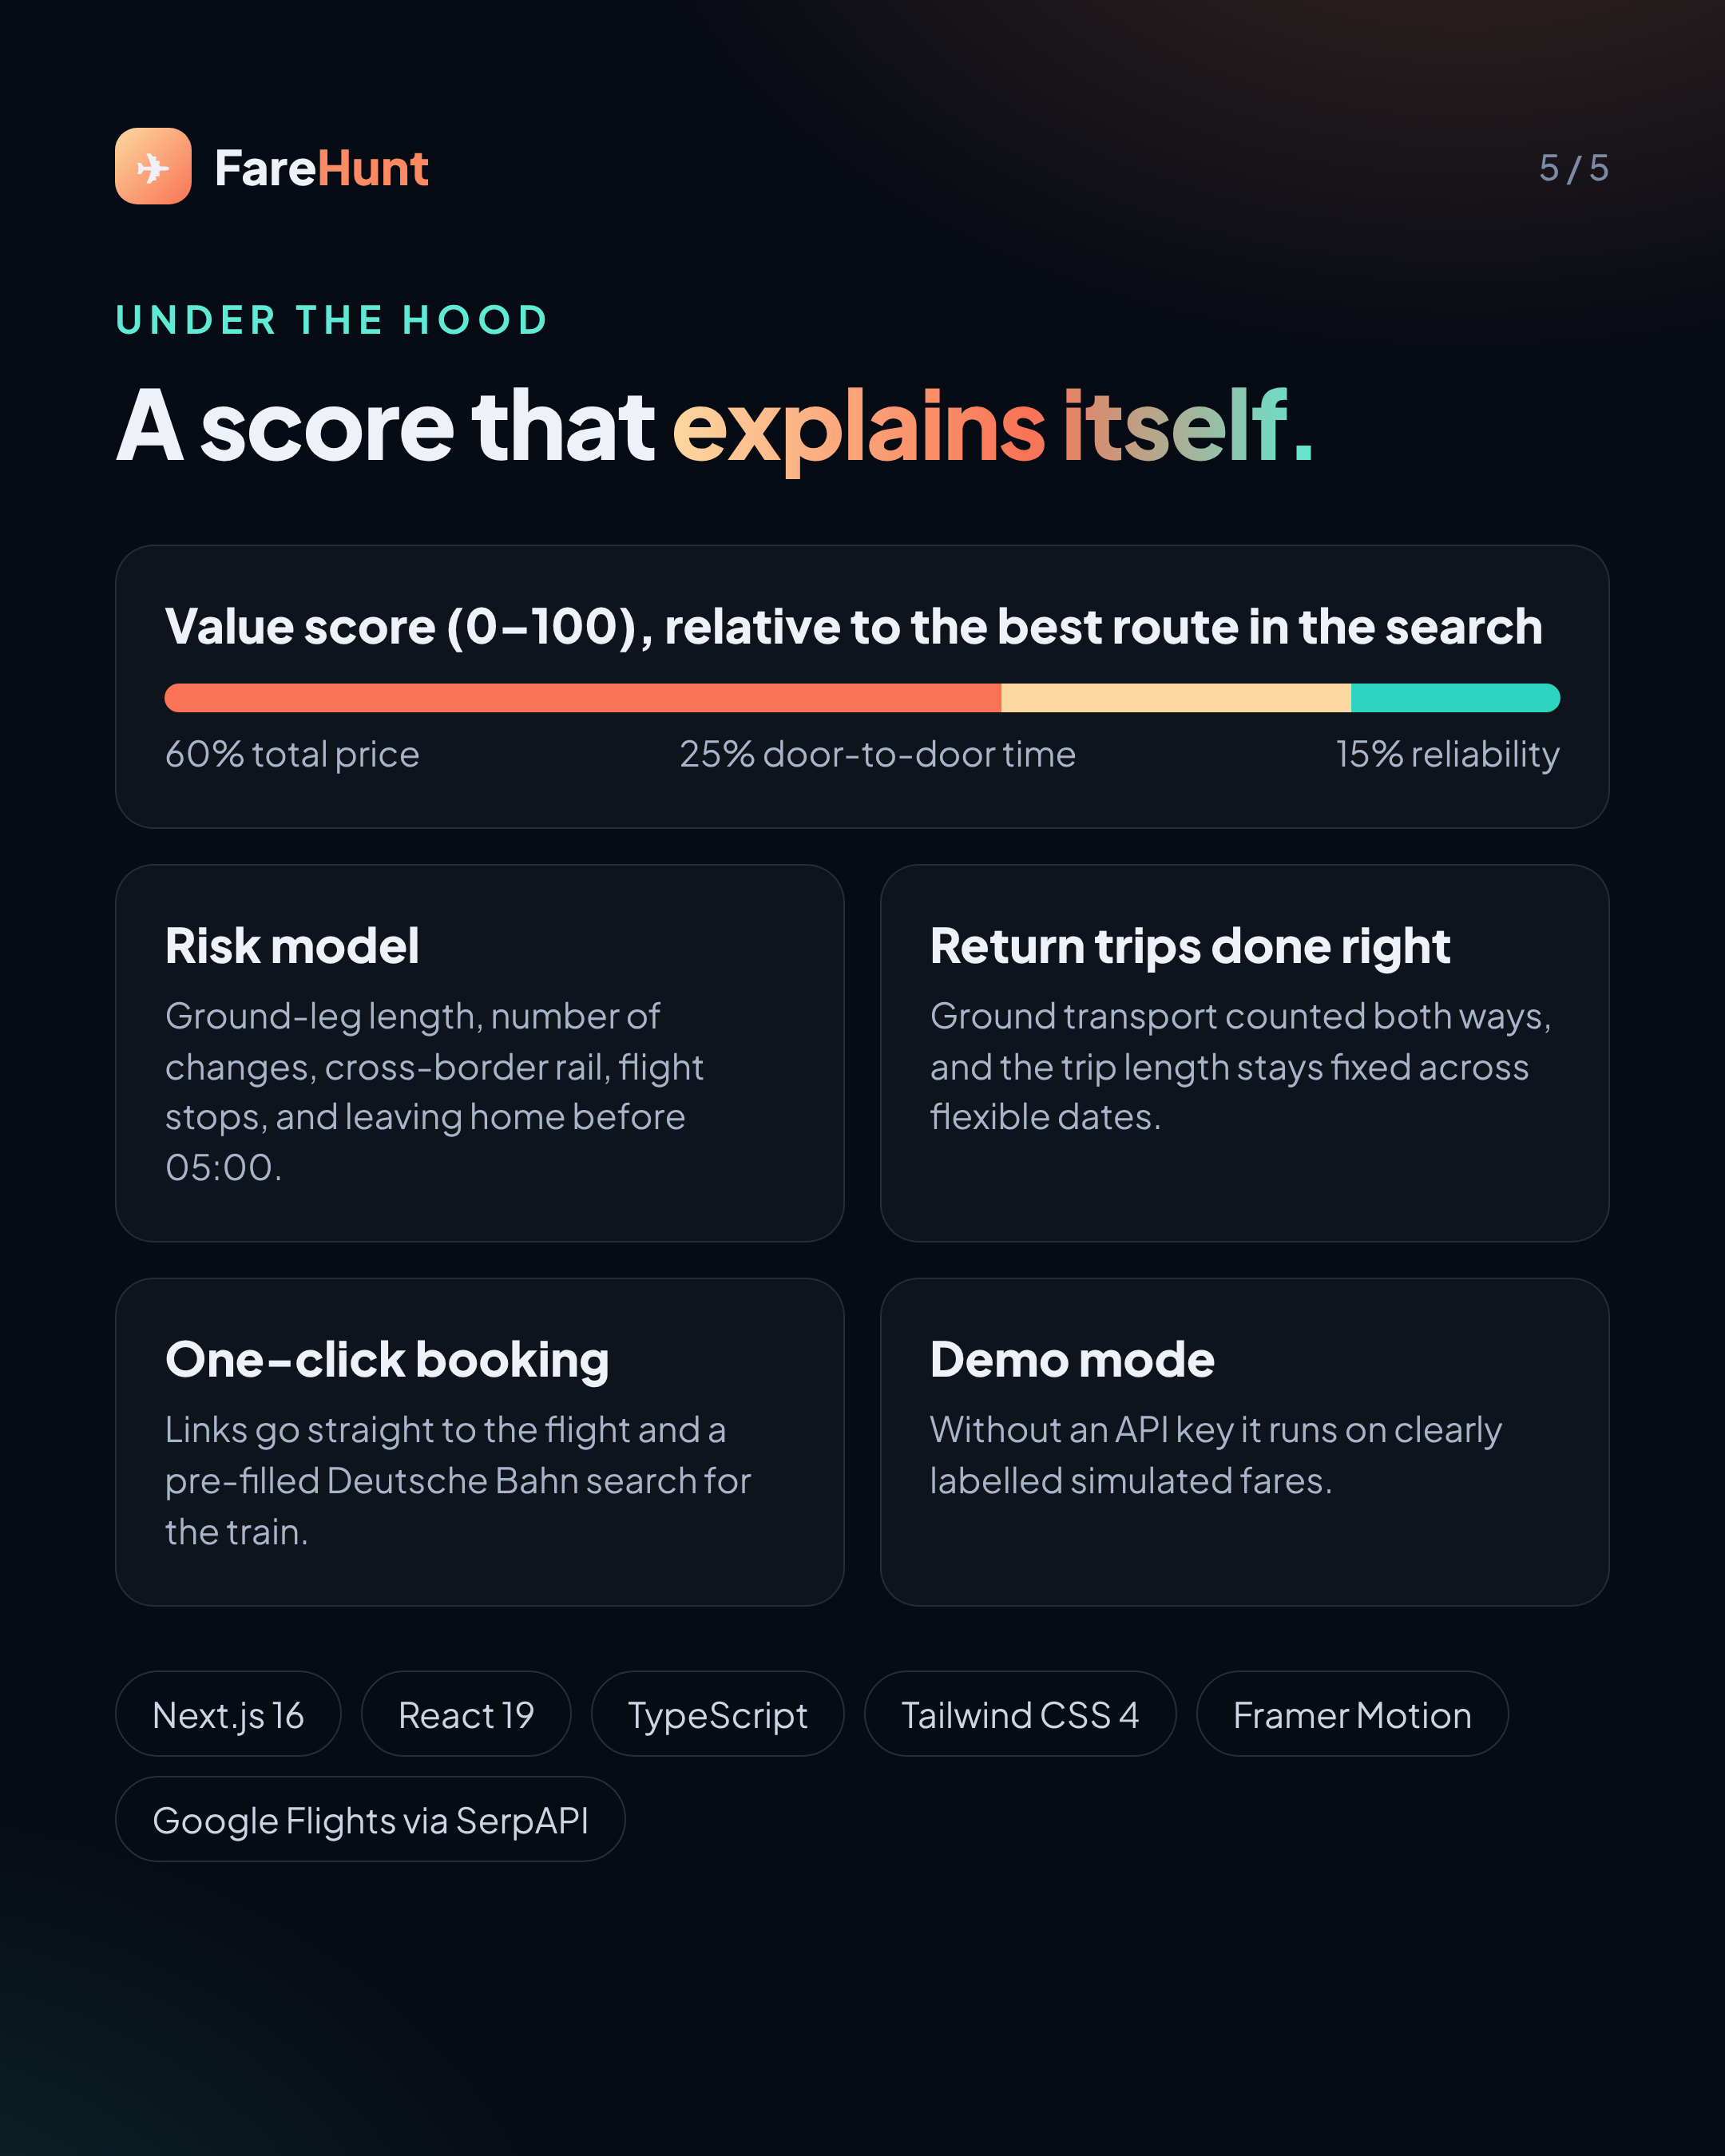 FareHunt
5 / 5
UNDER THE HOOD
A score that explains itself.
Value score (0–100), relative to the best route in the search
60% total price
25% door-to-door time
15% reliability
Risk model
Ground-leg length, number of
changes, cross-border rail, flight
stops, and leaving home before
05:00.
Return trips done right
Ground transport counted both ways,
and the trip length stays fixed across
flexible dates.
One-click booking
Links go straight to the flight and a
pre-filled Deutsche Bahn search for
the train.
Demo mode
Without an API key it runs on clearly
labelled simulated fares.
Next.js 16
React 19
TypeScript
Tailwind CSS 4
Framer Motion
Google Flights via SerpAPI